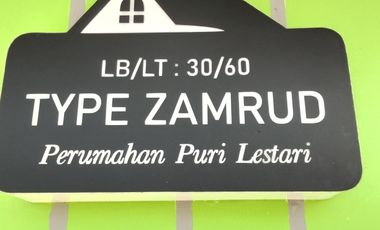 LB/LT : 30/60
TYPE ZAMRUD
Perumahan Puri Lestari